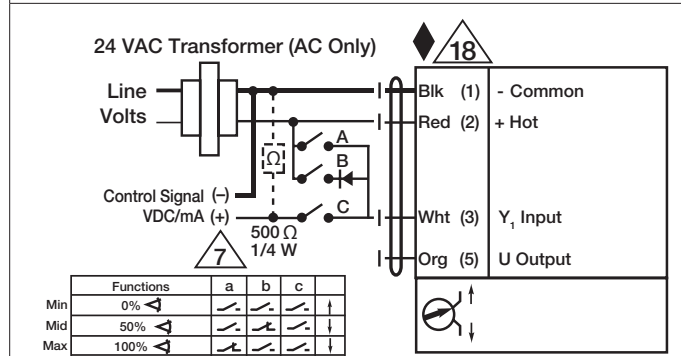 24 VAC Transformer (AC Only)
18
Line
Volts
Blk (1) - Common
Red (2) + Hot
A
Ω
B
Control Signal (–)
VDC/mA (+)
C
Wht (3) Y1 Input
500 Ω
1/4 W
7
Org (5) U Output
Functions a b c
Min 0%
Mid 50%
Max 100%